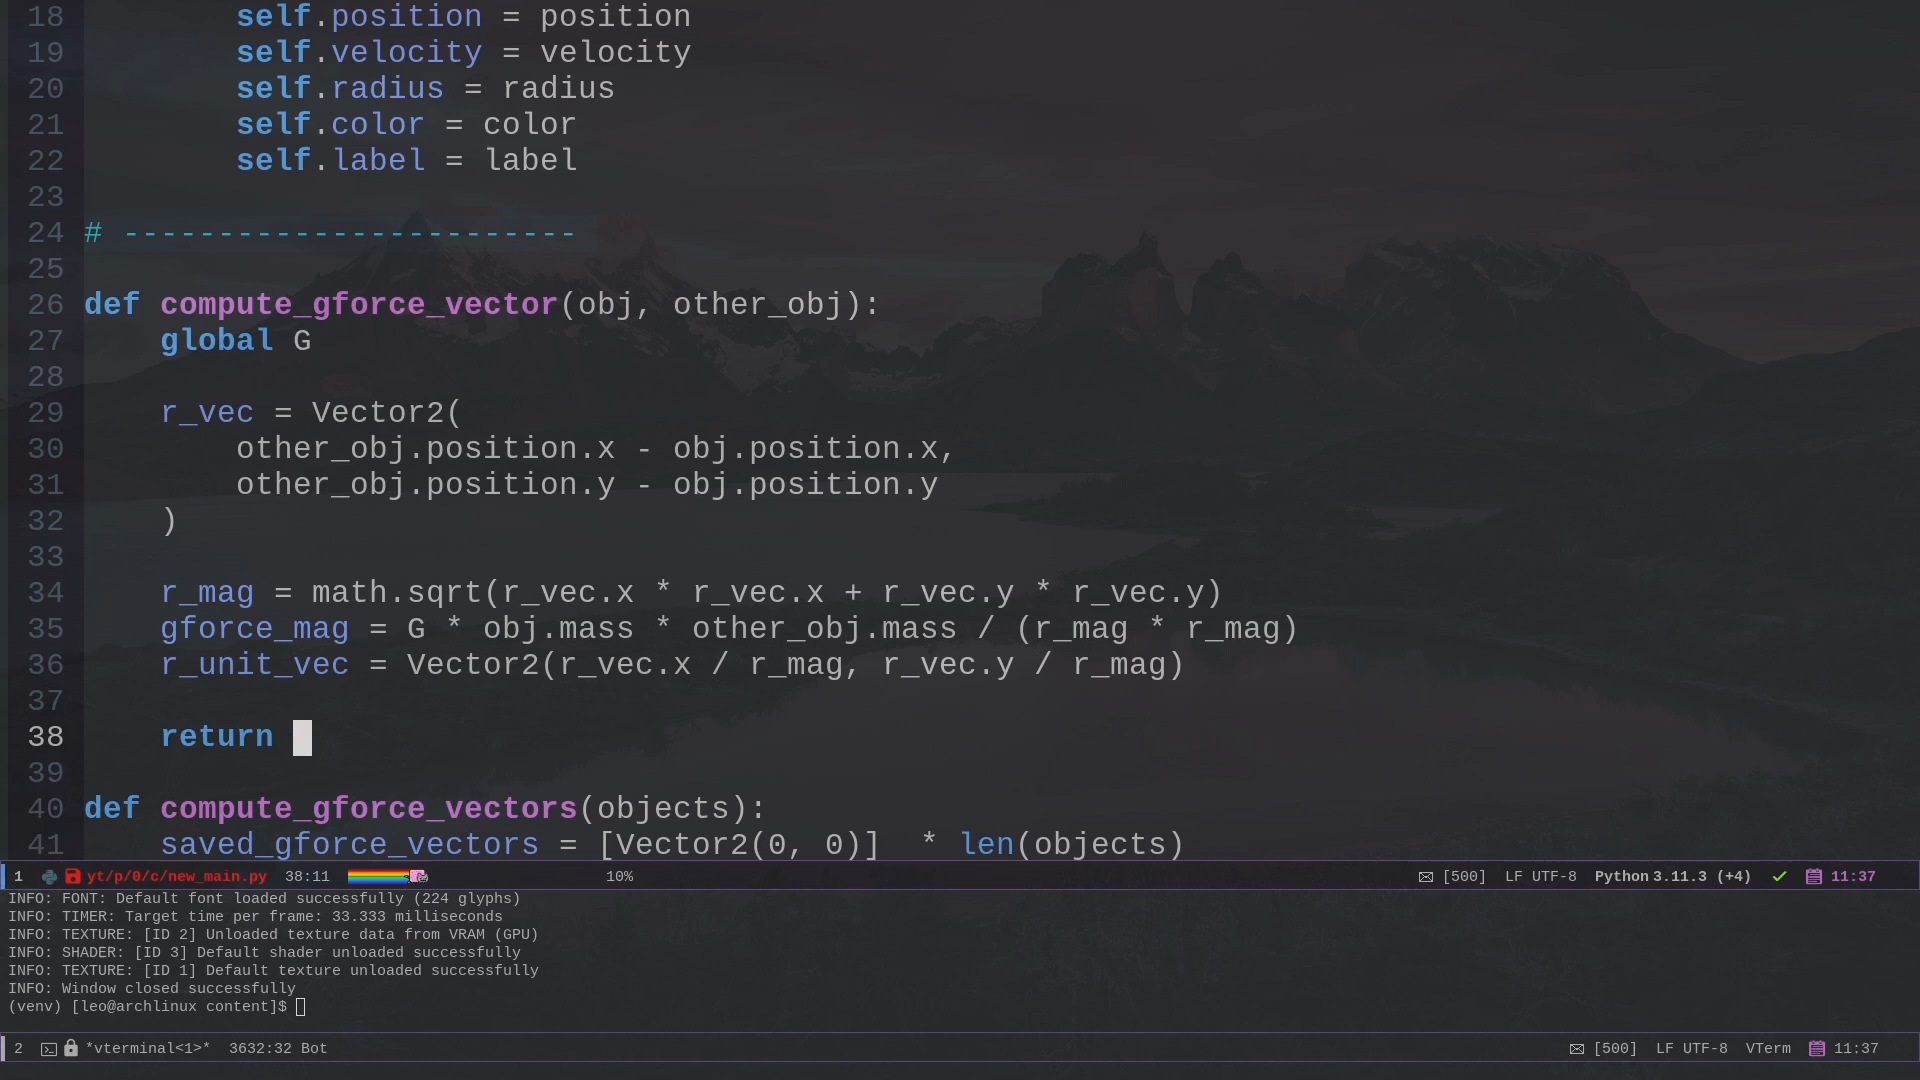 18 self.position = position
19 self.velocity = velocity
20 self.radius = radius
21 self.color = color
22 self.label = label
23
24 # ------------------------
25
26 def compute_gforce_vector(obj, other_obj):
27 global G
28
29 r_vec = Vector2(
30 other_obj.position.x - obj.position.x,
31 other_obj.position.y - obj.position.y
32 )
33
34 r_mag = math.sqrt(r_vec.x * r_vec.x + r_vec.y * r_vec.y)
35 gforce_mag = G * obj.mass * other_obj.mass / (r_mag * r_mag)
36 r_unit_vec = Vector2(r_vec.x / r_mag, r_vec.y / r_mag)
37
38 return
39
40 def compute_gforce_vectors(objects):
41 saved_gforce_vectors = [Vector2(0, 0)]  * len(objects)
1 yt/p/0/c/new_main.py 38:11 10% [500] LF UTF-8 Python 3.11.3 (+4) 11:37
INFO: FONT: Default font loaded successfully (224 glyphs)
INFO: TIMER: Target time per frame: 33.333 milliseconds
INFO: TEXTURE: [ID 2] Unloaded texture data from VRAM (GPU)
INFO: SHADER: [ID 3] Default shader unloaded successfully
INFO: TEXTURE: [ID 1] Default texture unloaded successfully
INFO: Window closed successfully
(venv) [leo@archlinux content]$
2 *vterminal<1>* 3632:32 Bot [500] LF UTF-8 VTerm 11:37